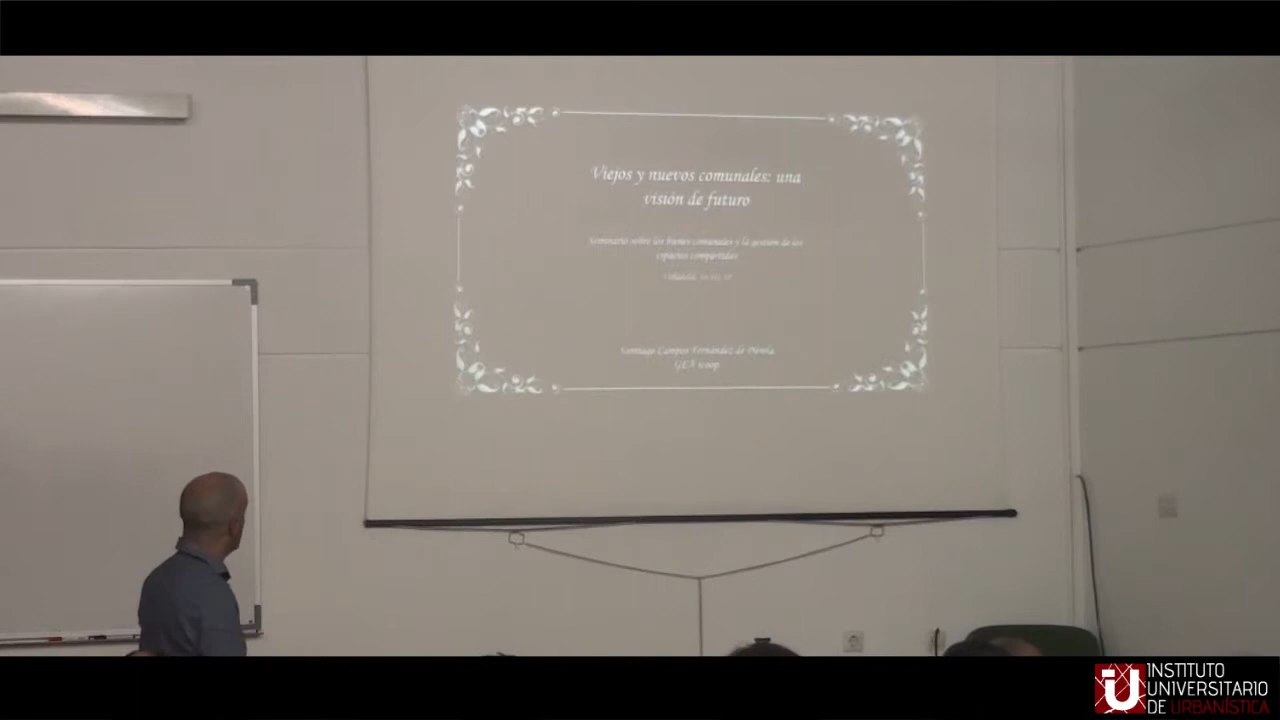 Viejos y nuevos comunales: una
visión de futuro
Seminario sobre los bienes comunales y la gestión de los
espacios compartidos
Santiago Campos Fernández de
GEA scoop
INSTITUTO
UNIVERSITARIO
DE URBANÍSTICA